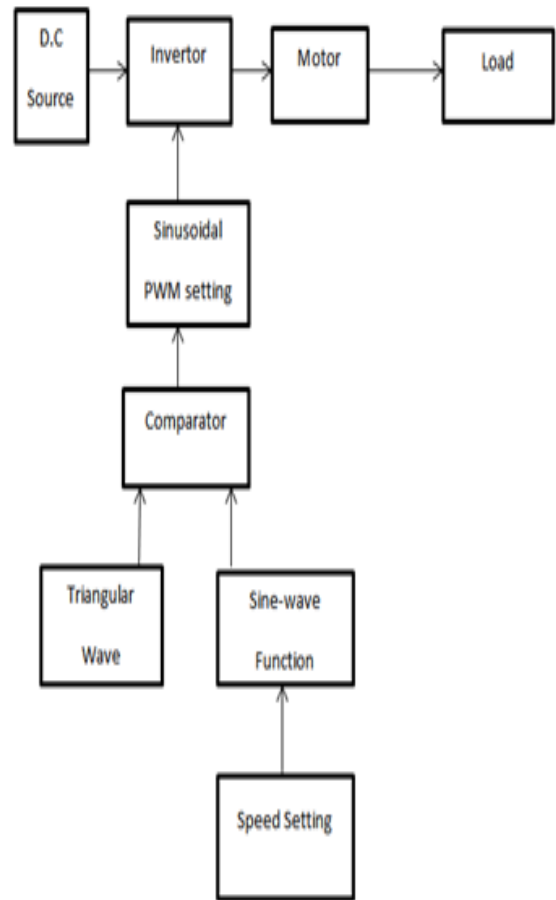 D.C
Source
Invertor
Motor
Load
Sinusoidal
PWM setting
Comparator
Triangular
Wave
Sine-wave
Function
Speed Setting